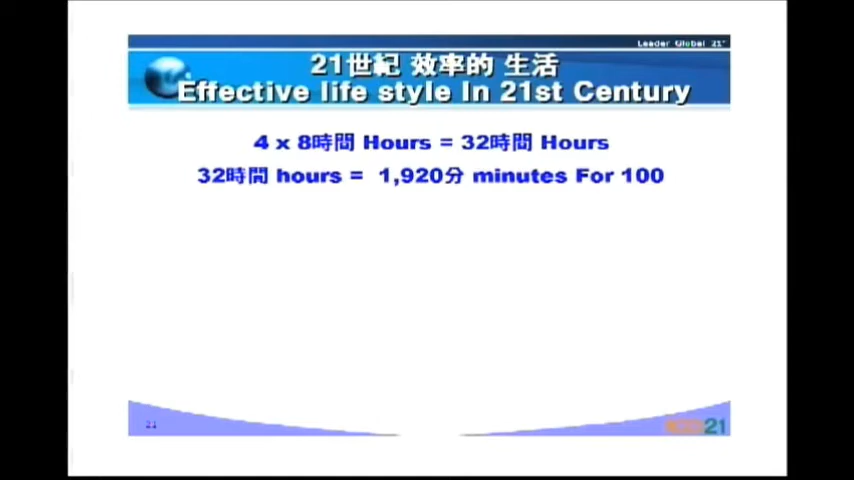 Leader Global 21"
21世紀 效率的 生活
Effective life style In 21st Century
4 x 8時間 Hours = 32時間 Hours
32時間 hours = 1,920分 minutes For 100
21
21